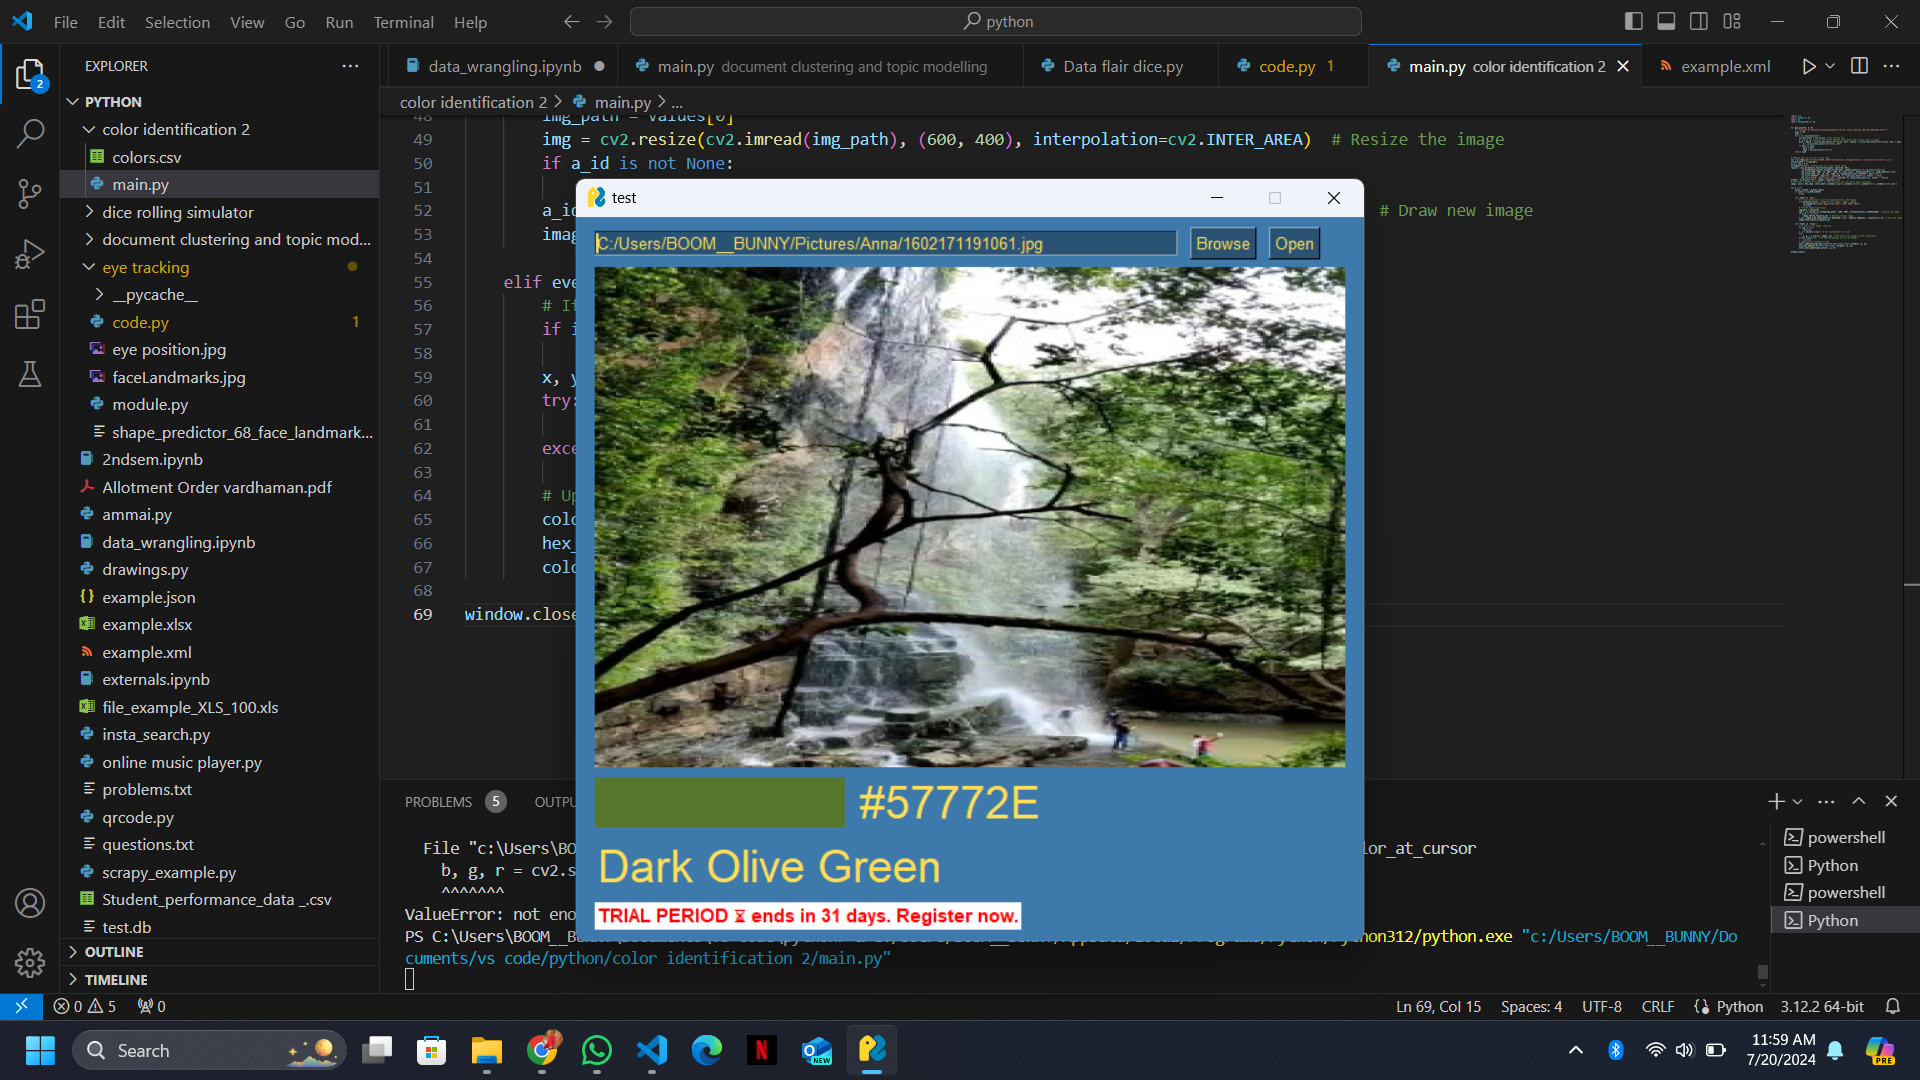 File Edit Selection View Go Run Terminal Help
python
EXPLORER
PYTHON
color identification 2
colors.csv
main.py
dice rolling simulator
document clustering and topic mod...
eye tracking
__pycache__
code.py 1
eye position.jpg
faceLandmarks.jpg
module.py
shape_predictor_68_face_landmark...
2ndsem.ipynb
Allotment Order vardhaman.pdf
ammai.py
data_wrangling.ipynb
drawings.py
example.json
example.xlsx
example.xml
externals.ipynb
file_example_XLS_100.xls
insta_search.py
online music player.py
problems.txt
qrcode.py
questions.txt
scrapy_example.py
Student_performance_data _.csv
test.db
OUTLINE
TIMELINE
2
data_wrangling.ipynb
main.py document clustering and topic modelling
Data flair dice.py
code.py 1
main.py color identification 2
example.xml
color identification 2 > main.py > ...
48 img_path = values[0]
49 img = cv2.resize(cv2.imread(img_path), (600, 400), interpolation=cv2.INTER_AREA) # Resize the image
50 if a_id is not None:
51
52 a_id # Draw new image
53 imag
54
55 elif eve
56 # If
57 if i
58
59 x, y
60 try:
61
62 exce
63
64 # Up
65 colo
66 hex_
67 colo
68
69 window.close
test
C:/Users/BOOM__BUNNY/Pictures/Anna/1602171191061.jpg
Browse
Open
#57772E
Dark Olive Green
TRIAL PERIOD ⌛ ends in 31 days. Register now.
PROBLEMS 5 OUTPU
File "c:\Users\BO lor_at_cursor
b, g, r = cv2.s
^^^^^^^
ValueError: not eno
PS C:\Users\BOOM__B ython312/python.exe "c:/Users/BOOM__BUNNY/Do
cuments/vs code/python/color identification 2/main.py"
powershell
Python
powershell
Python
0 5 0
Ln 69, Col 15 Spaces: 4 UTF-8 CRLF Python 3.12.2 64-bit
Search
NEW
11:59 AM
7/20/2024
PRE